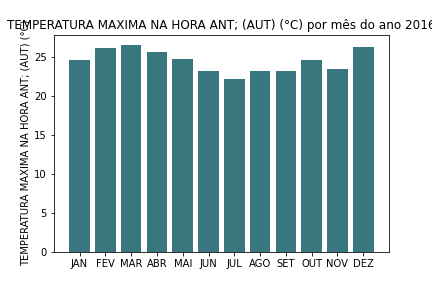 TEMPERATURA MAXIMA NA HORA ANT; (AUT) (°C) por mês do ano 2016
TEMPERATURA MAXIMA NA HORA ANT; (AUT) (°C)
25
20
15
10
5
0
JAN FEV MAR ABR MAI JUN JUL AGO SET OUT NOV DEZ